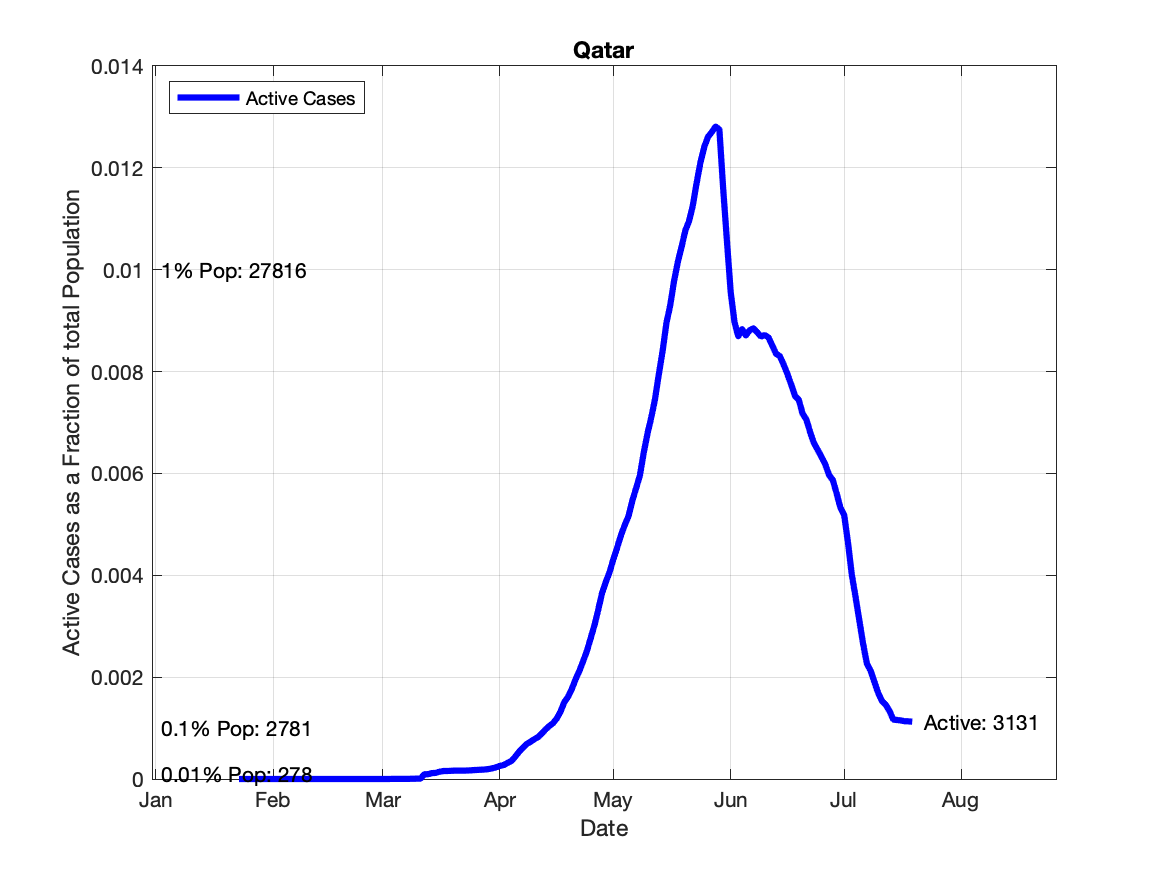 Qatar
0.014
Active Cases
0.012
0.01
1% Pop: 27816
0.008
0.006
0.004
0.002
0.1% Pop: 2781
Active: 3131
0.01% Pop: 278
0
Active Cases as a Fraction of total Population
Jan Feb Mar Apr May Jun Jul Aug
Date